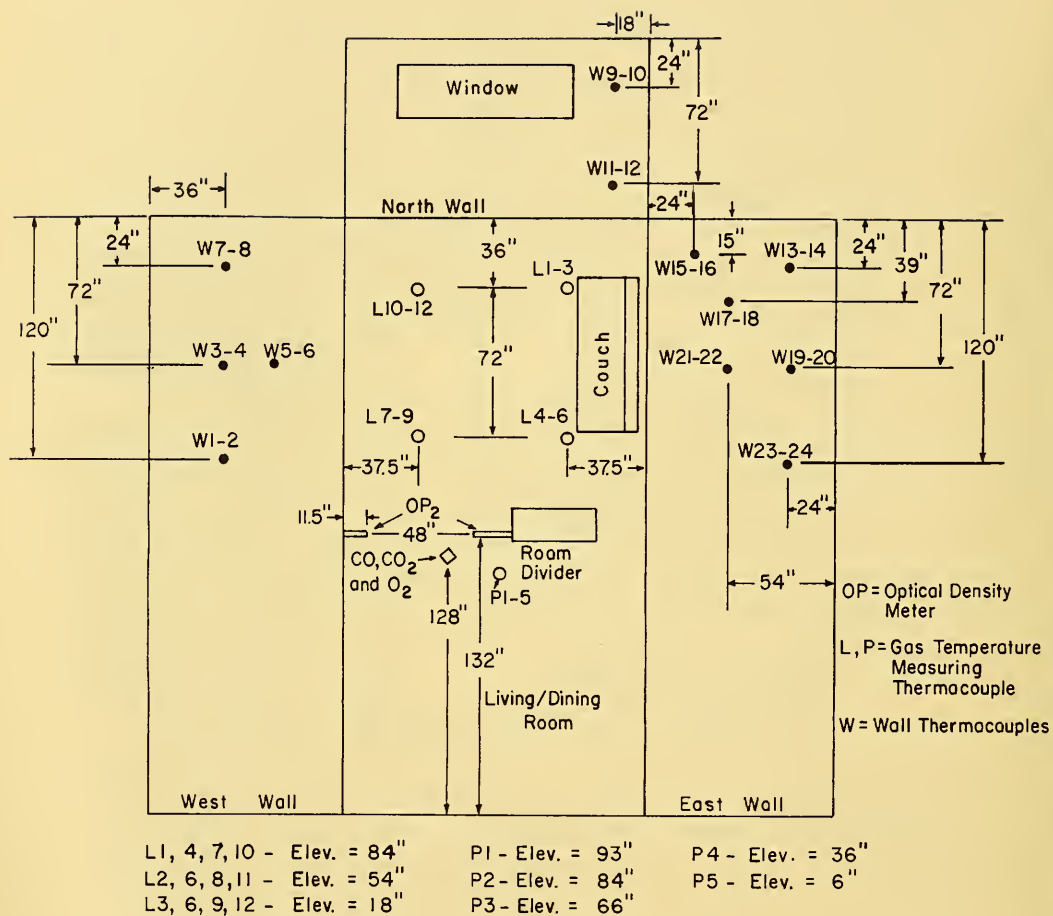 18"
24"
W9-10
Window
72"
W11-12
36"
24"
North Wall
24"
W7-8
36"
15"
W13-14
24"
39"
W15-16
L1-3
72"
L10-12
W17-18
72"
120"
72"
120"
W3-4 W5-6
Couch
W21-22 W19-20
L7-9
L4-6
W1-2
W23-24
37.5"
37.5"
24"
11.5"
OP2
48"
CO,CO2
and O2
Room
Divider
P1-5
54"
128"
OP = Optical Density
Meter
132"
L, P = Gas Temperature
Measuring
Thermacouple
Living/Dining
Room
W = Wall Thermacouples
West Wall
East Wall
L1, 4, 7, 10 - Elev. = 84"
P1 - Elev. = 93"
P4 - Elev. = 36"
L2, 6, 8, 11 - Elev. = 54"
P2 - Elev. = 84"
P5 - Elev. = 6"
L3, 6, 9, 12 - Elev. = 18"
P3 - Elev. = 66"